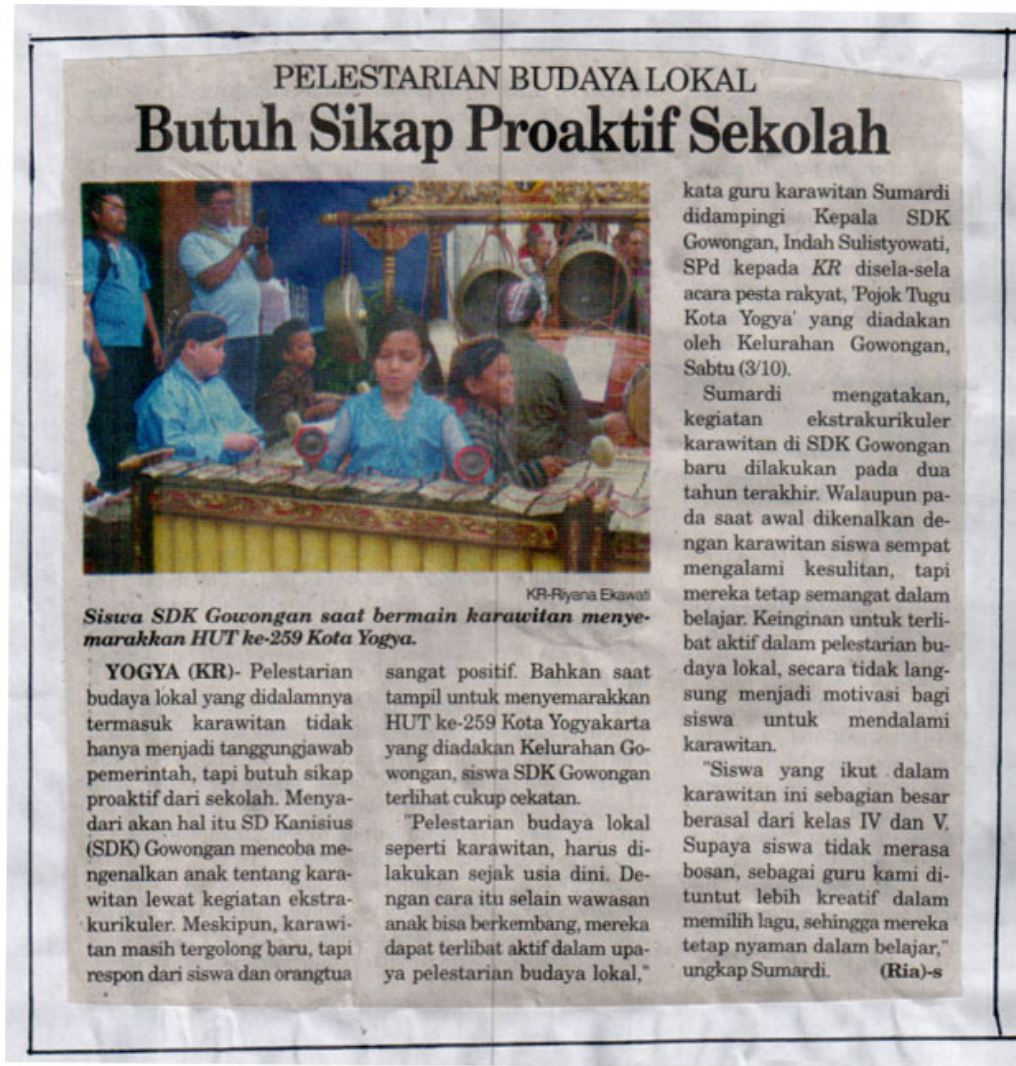 PELESTARIAN BUDAYA LOKAL
Butuh Sikap Proaktif Sekolah
KR-Riyana Ekawati
Siswa SDK Gowongan saat bermain karawitan menye-
marakkan HUT ke-259 Kota Yogya.
YOGYA (KR)- Pelestarian
budaya lokal yang didalamnya
termasuk karawitan tidak
hanya menjadi tanggungjawab
pemerintah, tapi butuh sikap
proaktif dari sekolah. Menya-
dari akan hal itu SD Kanisius
(SDK) Gowongan mencoba me-
ngenalkan anak tentang kara-
witan lewat kegiatan ekstra-
kurikuler. Meskipun, karawi-
tan masih tergolong baru, tapi
respon dari siswa dan orangtua
sangat positif. Bahkan saat
tampil untuk menyemarakkan
HUT ke-259 Kota Yogyakarta
yang diadakan Kelurahan Go-
wongan, siswa SDK Gowongan
terlihat cukup cekatan.
"Pelestarian budaya lokal
seperti karawitan, harus di-
lakukan sejak usia dini. De-
ngan cara itu selain wawasan
anak bisa berkembang, mereka
dapat terlibat aktif dalam upa-
ya pelestarian budaya lokal,"
kata guru karawitan Sumardi
didampingi Kepala SDK
Gowongan, Indah Sulistyowati,
SPd kepada KR disela-sela
acara pesta rakyat, 'Pojok Tugu
Kota Yogya' yang diadakan
oleh Kelurahan Gowongan,
Sabtu (3/10).
Sumardi mengatakan,
kegiatan ekstrakurikuler
karawitan di SDK Gowongan
baru dilakukan pada dua
tahun terakhir. Walaupun pa-
da saat awal dikenalkan de-
ngan karawitan siswa sempat
mengalami kesulitan, tapi
mereka tetap semangat dalam
belajar. Keinginan untuk terli-
bat aktif dalam pelestarian bu-
daya lokal, secara tidak lang-
sung menjadi motivasi bagi
siswa untuk mendalami
karawitan.
"Siswa yang ikut dalam
karawitan ini sebagian besar
berasal dari kelas IV dan V.
Supaya siswa tidak merasa
bosan, sebagai guru kami di-
tuntut lebih kreatif dalam
memilih lagu, sehingga mereka
tetap nyaman dalam belajar,"
ungkap Sumardi. (Ria)-s